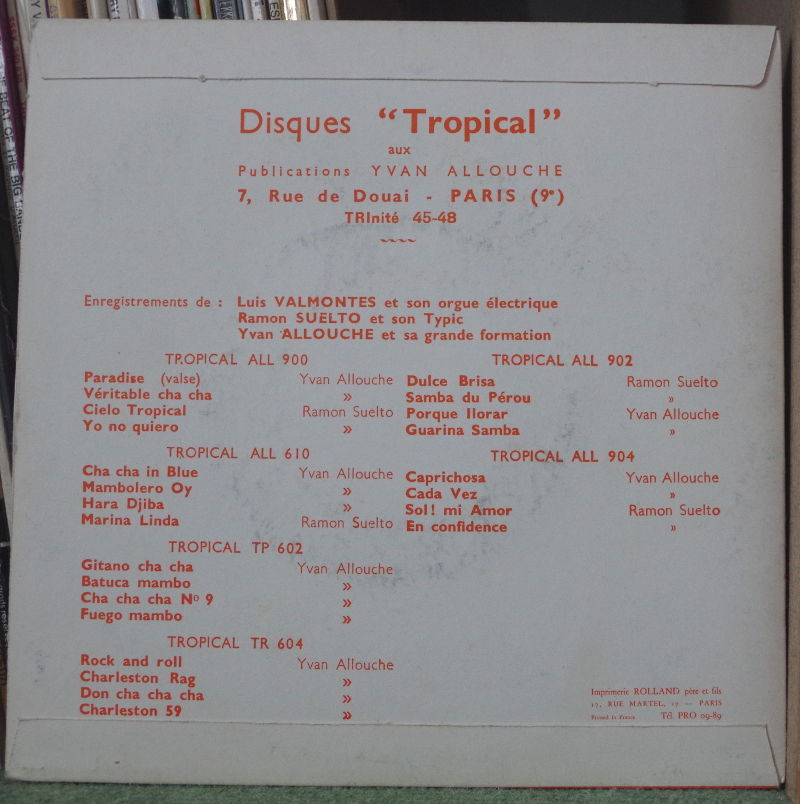 THE BEAT OF THE BIG
Disques “Tropical”
aux
Publications YVAN ALLOUCHE
7, Rue de Douai - PARIS (9e)
TRInité 45-48
Enregistrements de : Luis VALMONTES et son orgue électrique
Ramon SUELTO et son Typic
Yvan ALLOUCHE et sa grande formation
TROPICAL ALL 900
Paradise (valse) Yvan Allouche
Véritable cha cha »
Cielo Tropical Ramon Suelto
Yo no quiero »
TROPICAL ALL 610
Cha cha in Blue Yvan Allouche
Mambolero Oy »
Hara Djiba »
Marina Linda Ramon Suelto
TROPICAL TP 602
Gitano cha cha Yvan Allouche
Batuca mambo »
Cha cha cha No 9 »
Fuego mambo »
TROPICAL TR 604
Rock and roll Yvan Allouche
Charleston Rag »
Don cha cha cha »
Charleston 59 »
TROPICAL ALL 902
Dulce Brisa Ramon Suelto
Samba du Pérou »
Porque llorar Yvan Allouche
Guarina Samba »
TROPICAL ALL 904
Caprichosa Yvan Allouche
Cada Vez »
Sol! mi Amor Ramon Suelto
En confidence »
Imprimerie ROLLAND père et fils
17, RUE MARTEL, 17 — PARIS
Printed in France Tél. PRO 09-89